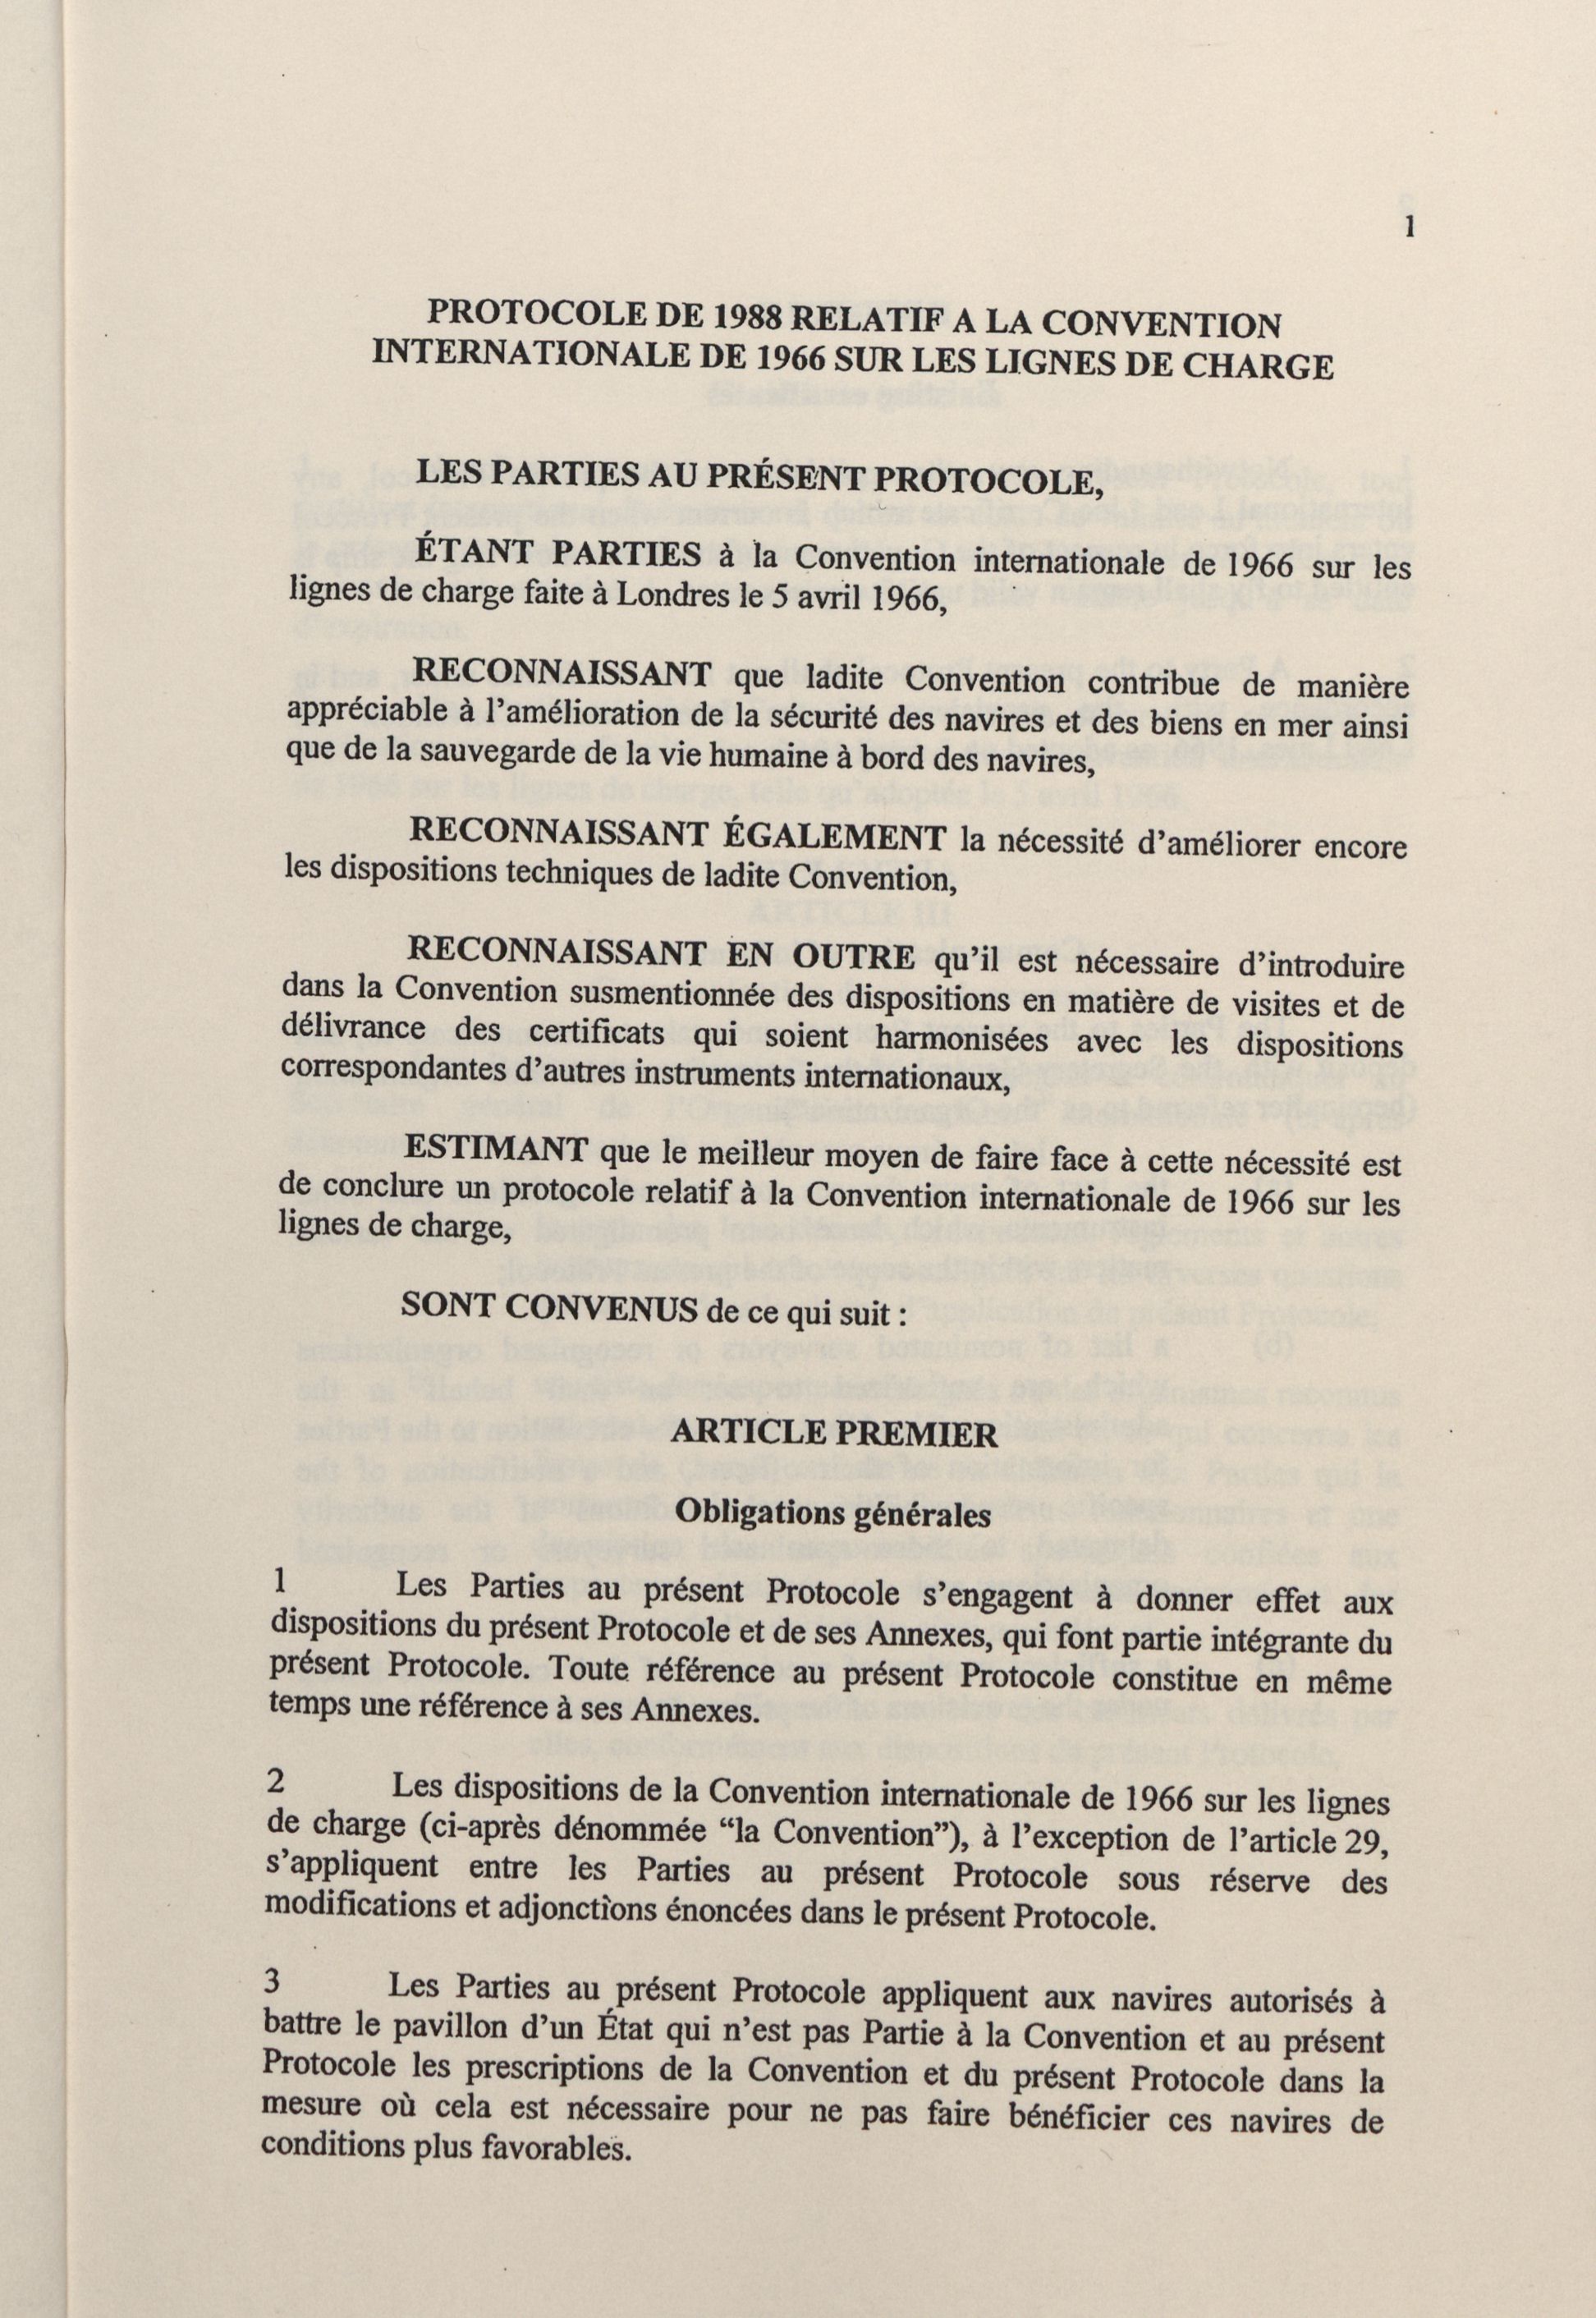 1
PROTOCOLE DE 1988 RELATIF A LA CONVENTION
INTERNATIONALE DE 1966 SUR LES LIGNES DE CHARGE
LES PARTIES AU PRÉSENT PROTOCOLE,
ÉTANT PARTIES à la Convention internationale de 1966 sur les
lignes de charge faite à Londres le 5 avril 1966,
RECONNAISSANT que ladite Convention contribue de manière
appréciable à l'amélioration de la sécurité des navires et des biens en mer ainsi
que de la sauvegarde de la vie humaine à bord des navires,
RECONNAISSANT ÉGALEMENT la nécessité d'améliorer encore
les dispositions techniques de ladite Convention,
RECONNAISSANT EN OUTRE qu'il est nécessaire d'introduire
dans la Convention susmentionnée des dispositions en matière de visites et de
délivrance des certificats qui soient harmonisées avec les dispositions
correspondantes d'autres instruments internationaux,
ESTIMANT que le meilleur moyen de faire face à cette nécessité est
de conclure un protocole relatif à la Convention internationale de 1966 sur les
lignes de charge,
SONT CONVENUS de ce qui suit :
ARTICLE PREMIER
Obligations générales
1 Les Parties au présent Protocole s'engagent à donner effet aux
dispositions du présent Protocole et de ses Annexes, qui font partie intégrante du
présent Protocole. Toute référence au présent Protocole constitue en même
temps une référence à ses Annexes.
2 Les dispositions de la Convention internationale de 1966 sur les lignes
de charge (ci-après dénommée "la Convention"), à l'exception de l'article 29,
s'appliquent entre les Parties au présent Protocole sous réserve des
modifications et adjonctions énoncées dans le présent Protocole.
3 Les Parties au présent Protocole appliquent aux navires autorisés à
battre le pavillon d'un État qui n'est pas Partie à la Convention et au présent
Protocole les prescriptions de la Convention et du présent Protocole dans la
mesure où cela est nécessaire pour ne pas faire bénéficier ces navires de
conditions plus favorables.